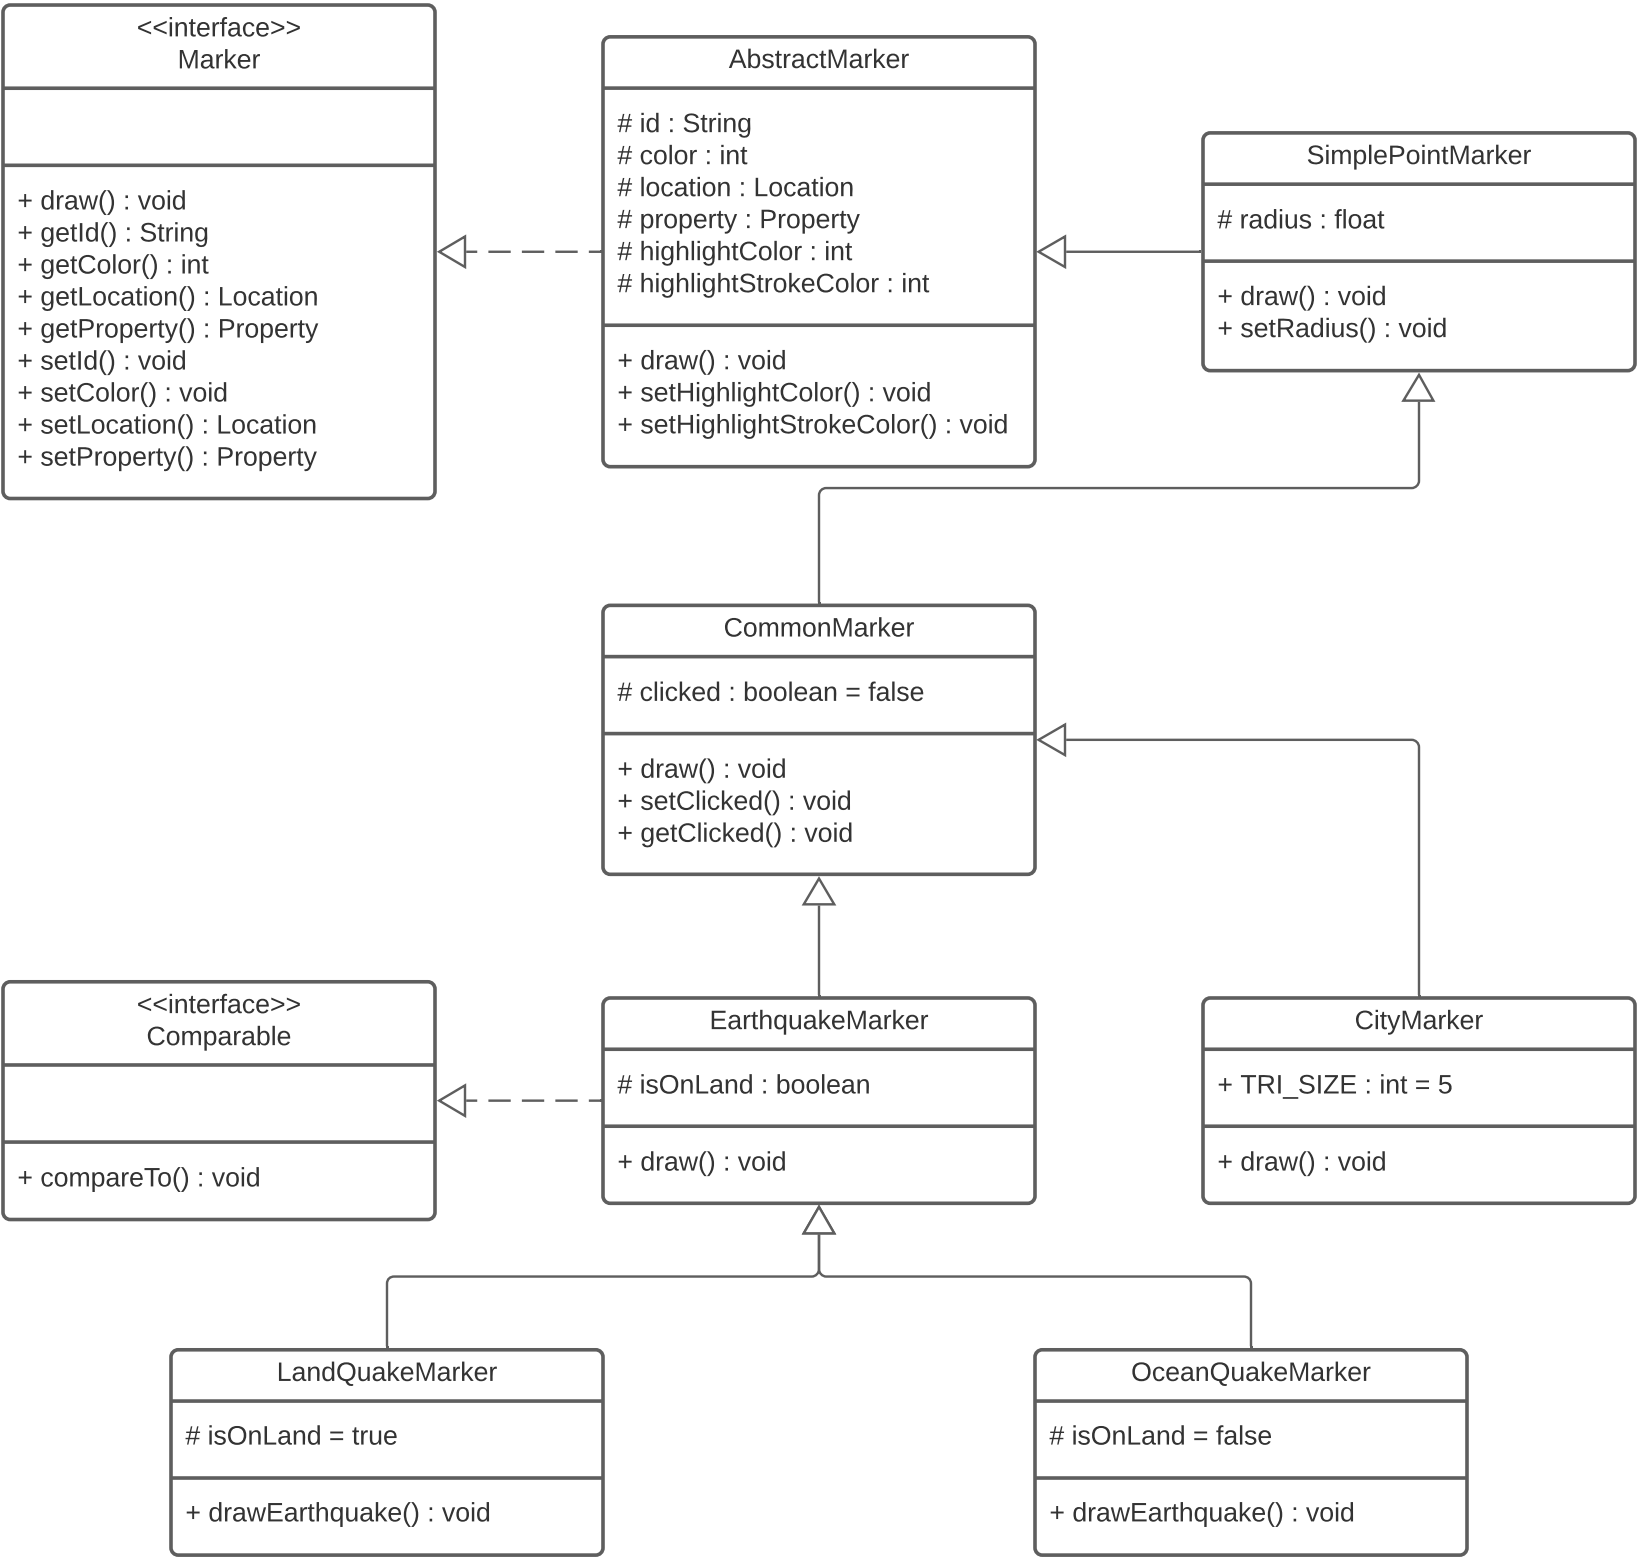 <<interface>>
Marker
+ draw() : void
+ getId() : String
+ getColor() : int
+ getLocation() : Location
+ getProperty() : Property
+ setId() : void
+ setColor() : void
+ setLocation() : Location
+ setProperty() : Property
AbstractMarker
# id : String
# color : int
# location : Location
# property : Property
# highlightColor : int
# highlightStrokeColor : int
+ draw() : void
+ setHighlightColor() : void
+ setHighlightStrokeColor() : void
SimplePointMarker
# radius : float
+ draw() : void
+ setRadius() : void
CommonMarker
# clicked : boolean = false
+ draw() : void
+ setClicked() : void
+ getClicked() : void
<<interface>>
Comparable
+ compareTo() : void
EarthquakeMarker
# isOnLand : boolean
+ draw() : void
CityMarker
+ TRI_SIZE : int = 5
+ draw() : void
LandQuakeMarker
# isOnLand = true
+ drawEarthquake() : void
OceanQuakeMarker
# isOnLand = false
+ drawEarthquake() : void